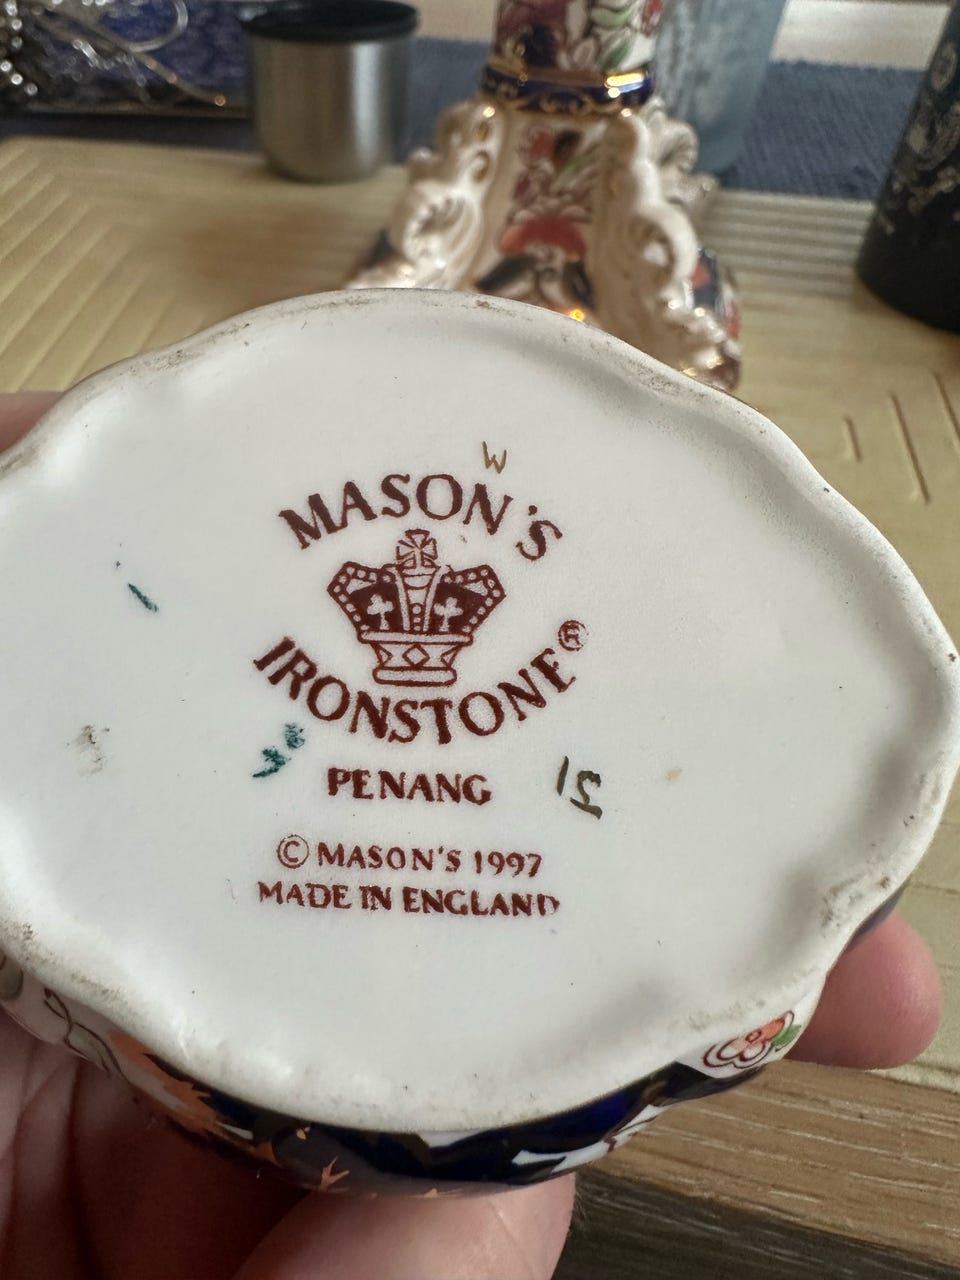 W
MASON'S
IRONSTONE®
PENANG
15
© MASON'S 1997
MADE IN ENGLAND